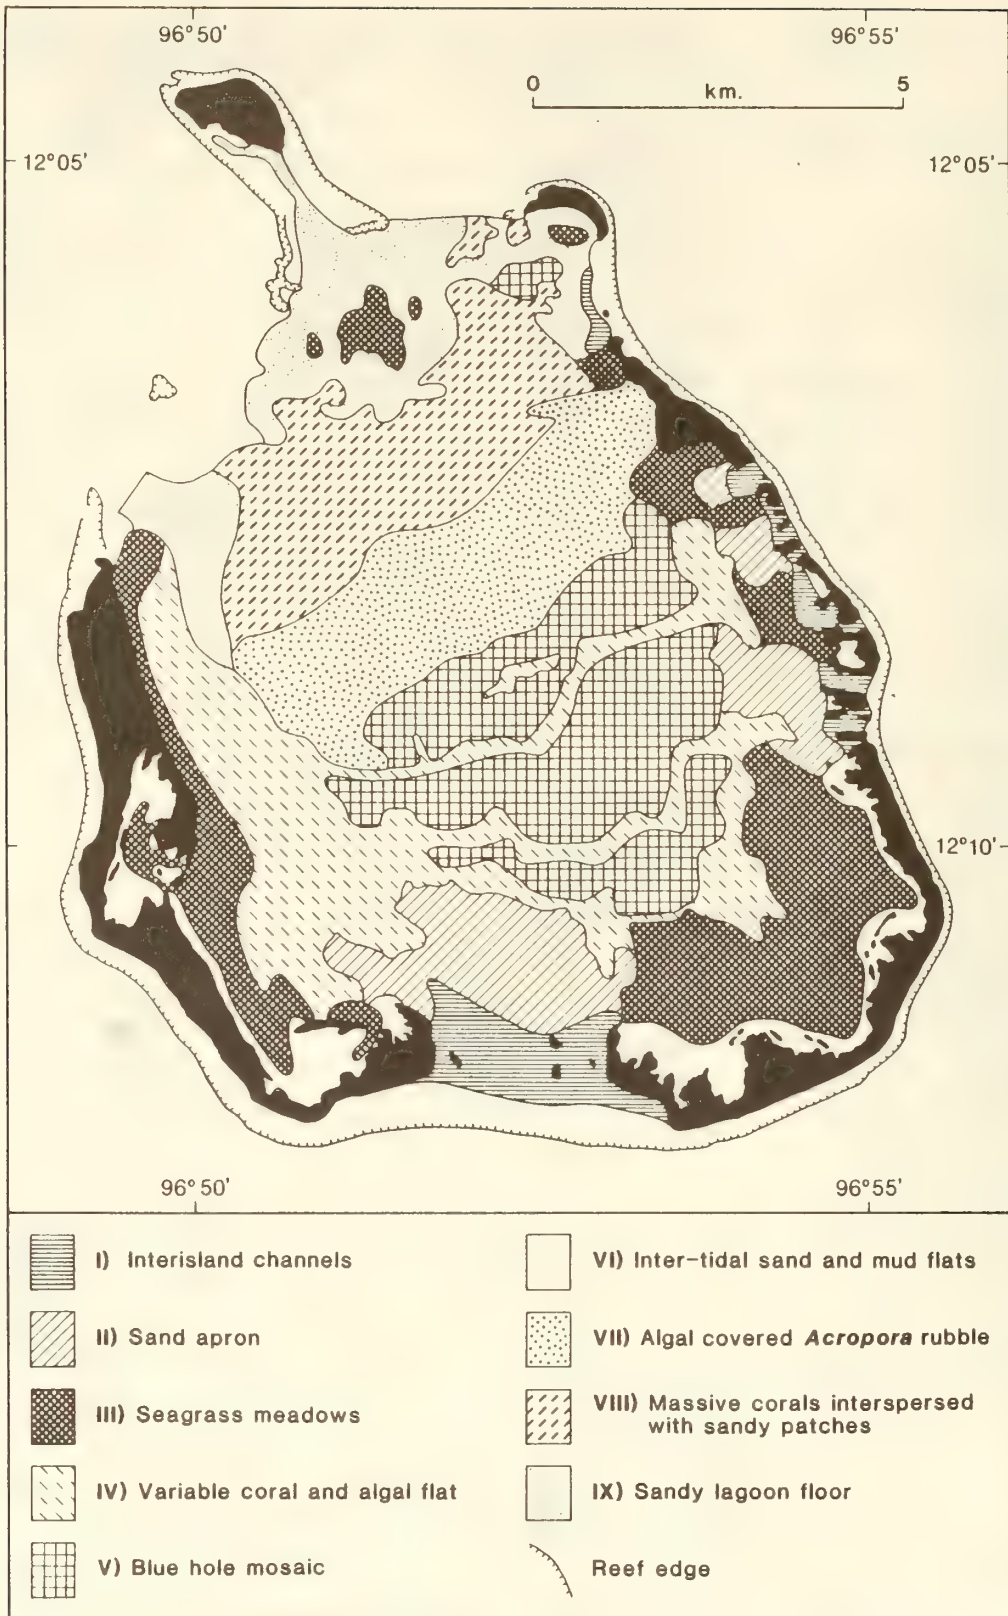 96°50'
96°55'
0 5
km.
12°05'
12°05'
12°10'
96°50'
96°55'
I) Interisland channels
II) Sand apron
III) Seagrass meadows
IV) Variable coral and algal flat
V) Blue hole mosaic
VI) Inter-tidal sand and mud flats
VII) Algal covered Acropora rubble
VIII) Massive corals interspersed
with sandy patches
IX) Sandy lagoon floor
Reef edge